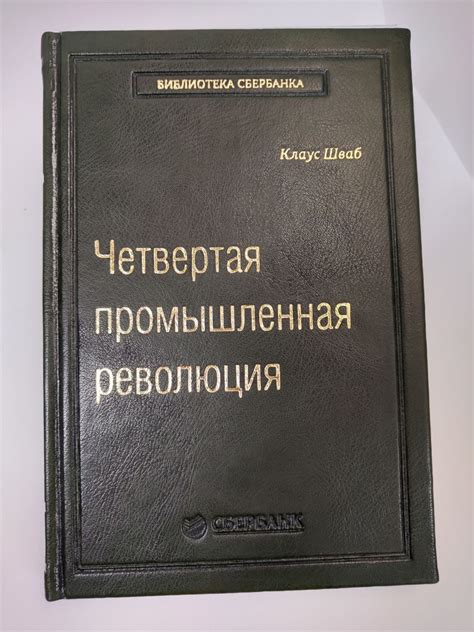 БИБЛИОТЕКА СБЕРБАНКА
Клаус Шваб
Четвертая
промышленная
революция
СБЕРБАНК